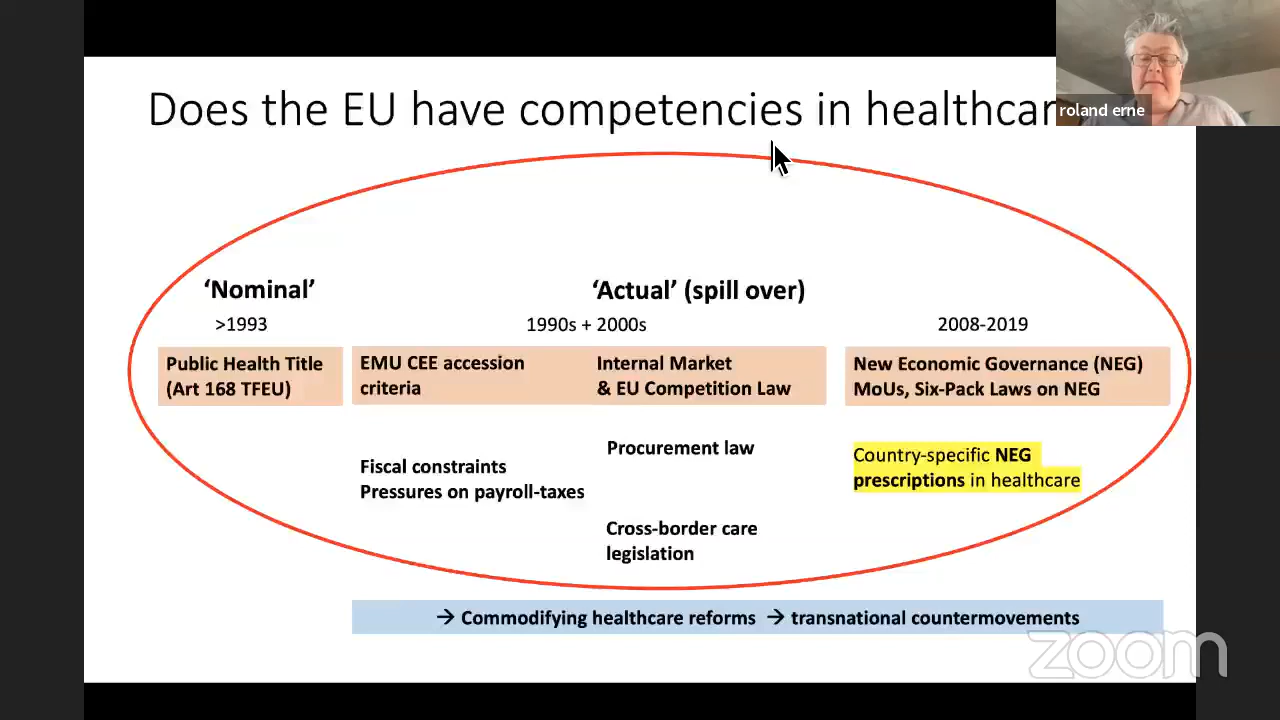 Does the EU have competencies in healthcar
roland erne
‘Nominal’
‘Actual’ (spill over)
>1993
1990s + 2000s
2008-2019
Public Health Title
(Art 168 TFEU)
EMU CEE accession
criteria
Internal Market
& EU Competition Law
New Economic Governance (NEG)
MoUs, Six-Pack Laws on NEG
Fiscal constraints
Pressures on payroll-taxes
Procurement law
Cross-border care
legislation
Country-specific NEG
prescriptions in healthcare
→ Commodifying healthcare reforms → transnational countermovements
zoom